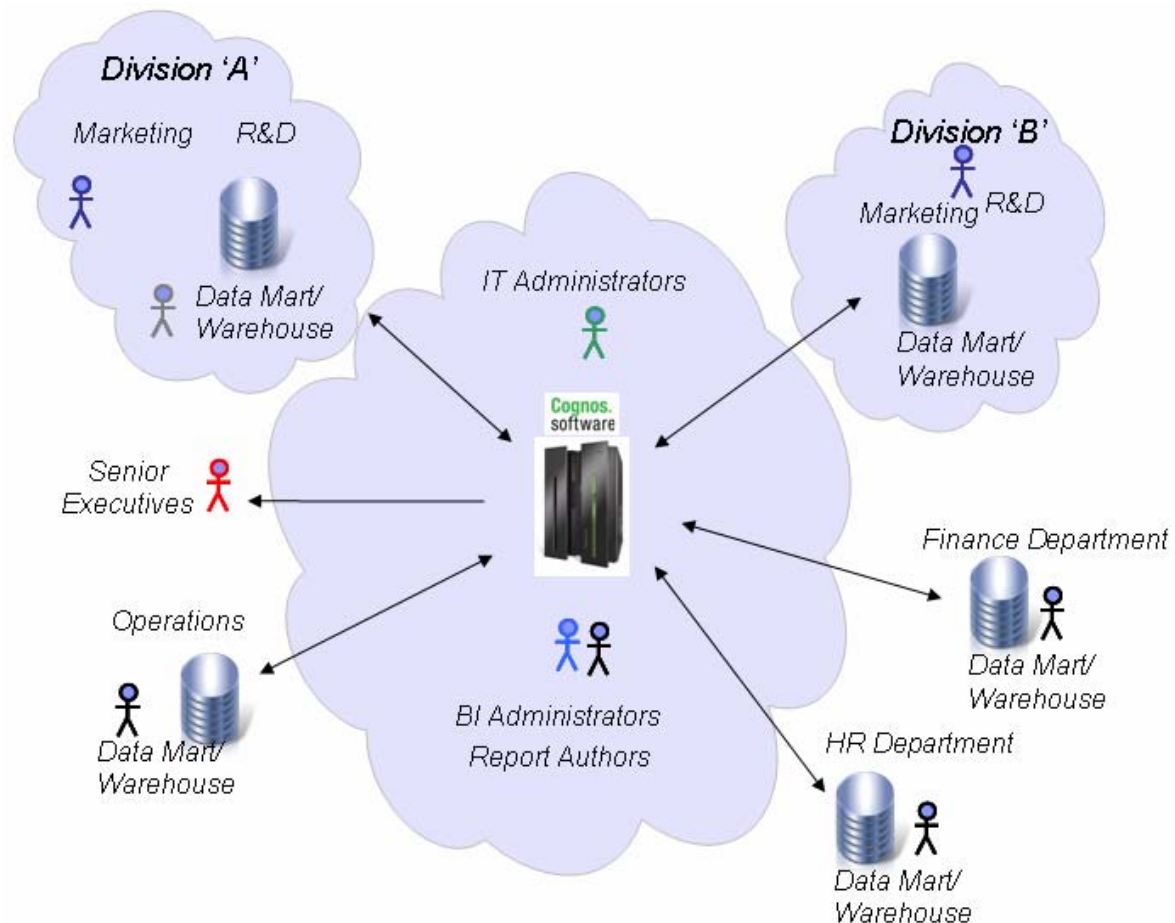 Division ‘A’
Marketing
R&D
Data Mart/
Warehouse
Division ‘B’
Marketing
R&D
Data Mart/
Warehouse
IT Administrators
Cognos.
software
Senior
Executives
Finance Department
Data Mart/
Warehouse
Operations
Data Mart/
Warehouse
BI Administrators
Report Authors
HR Department
Data Mart/
Warehouse